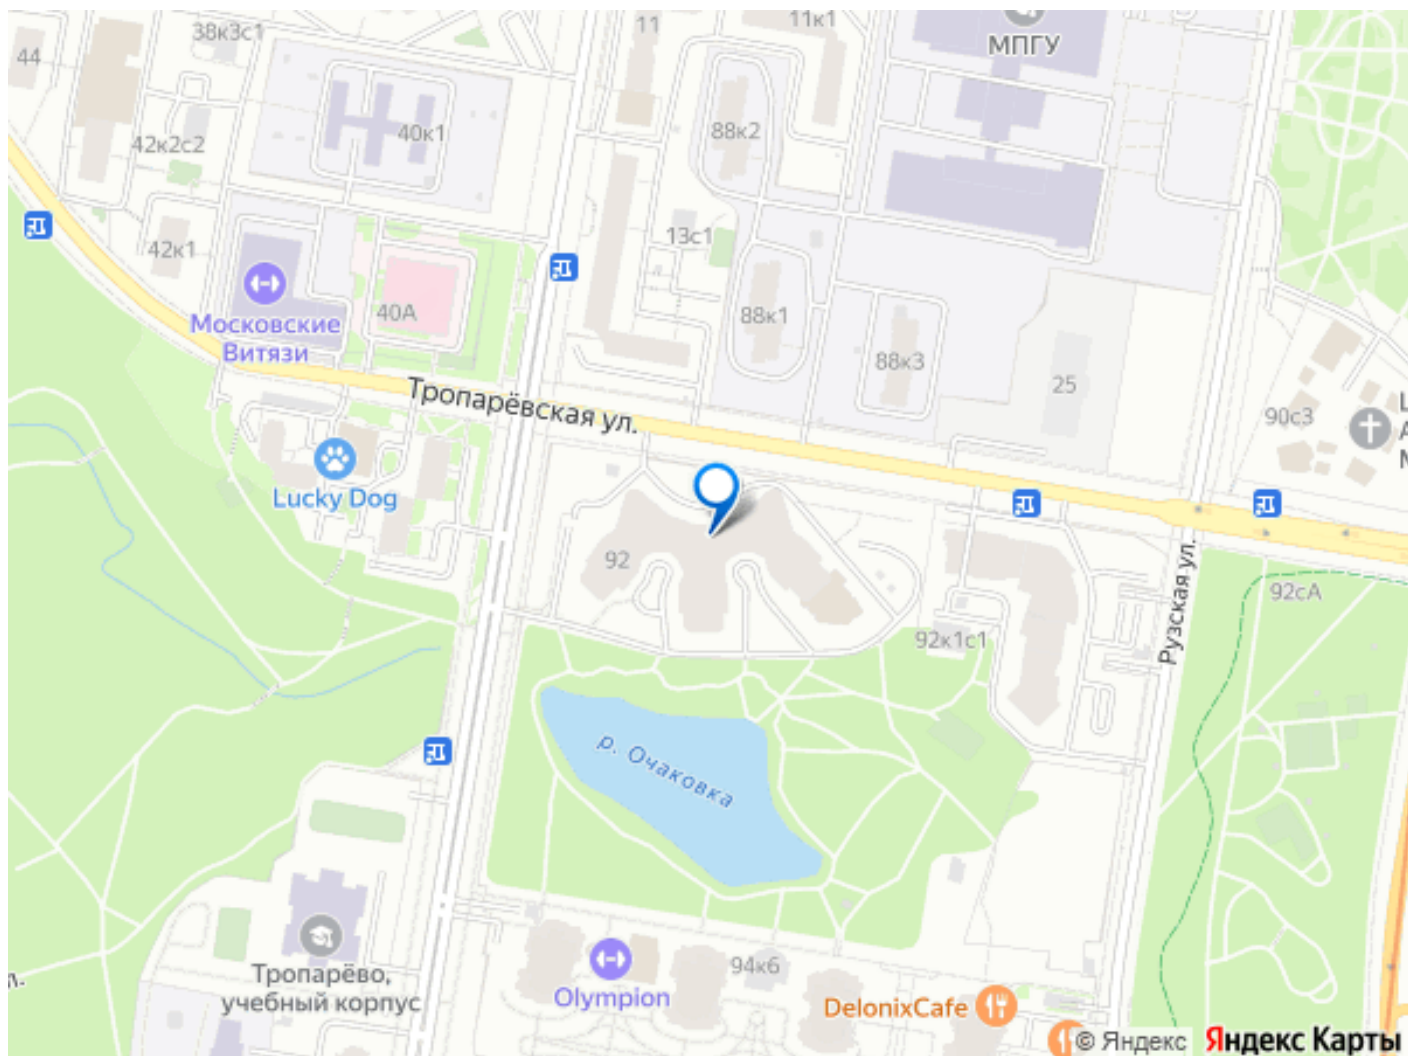 38к3с1
11
11к1
МПГУ
44
40к1
88к2
42к2с2
13с1
42к1
40А
88к1
Московские
Витязи
88к3
25
Тропарёвская ул.
90с3
Lucky Dog
92
92сА
Рузская ул.
92к1с1
р. Очаковка
Тропарёво,
учебный корпус
94к6
Olympion
DelonixCafe
© Яндекс
Яндекс Карты